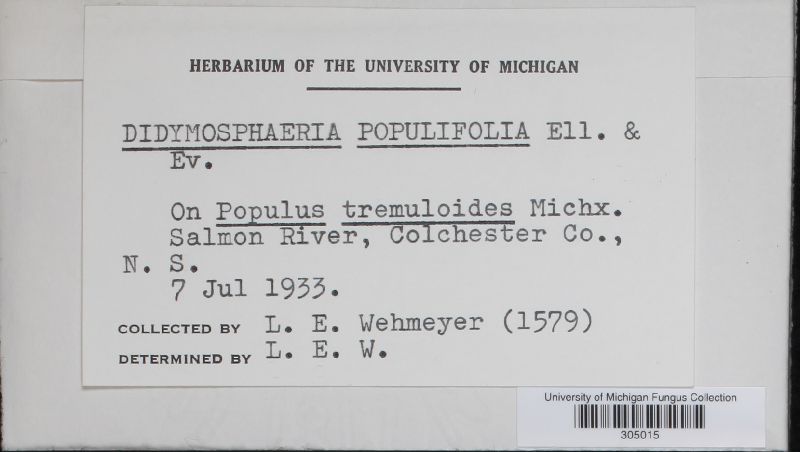 HERBARIUM OF THE UNIVERSITY OF MICHIGAN
DIDYMOSPHAERIA POPULIFOLIA Ell. &
Ev.
On Populus tremuloides Michx.
Salmon River, Colchester Co.,
N. S.
7 Jul 1933.
COLLECTED BY L. E. Wehmeyer (1579)
DETERMINED BY L. E. W.
University of Michigan Fungus Collection
305015